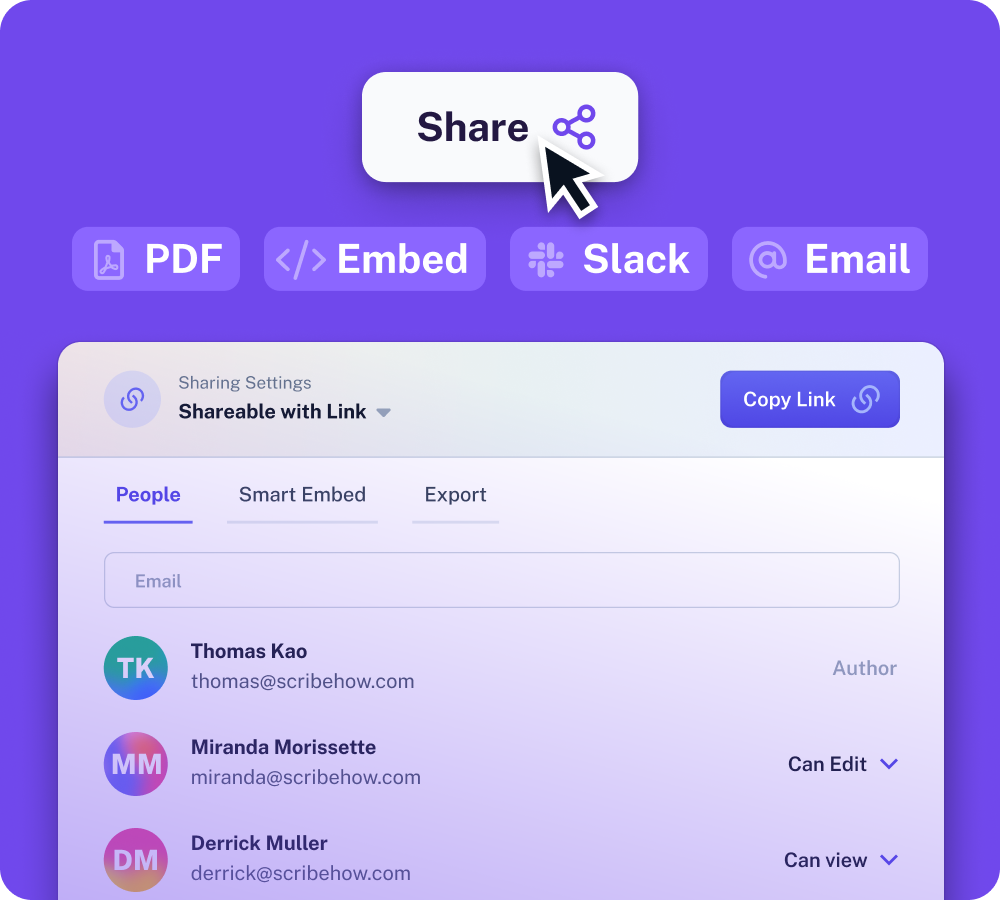 Share
PDF
Embed
Slack
Email
Sharing Settings
Shareable with Link
Copy Link
People
Smart Embed
Export
Email
TK
Thomas Kao
thomas@scribehow.com
Author
MM
Miranda Morissette
miranda@scribehow.com
Can Edit
DM
Derrick Muller
derrick@scribehow.com
Can view